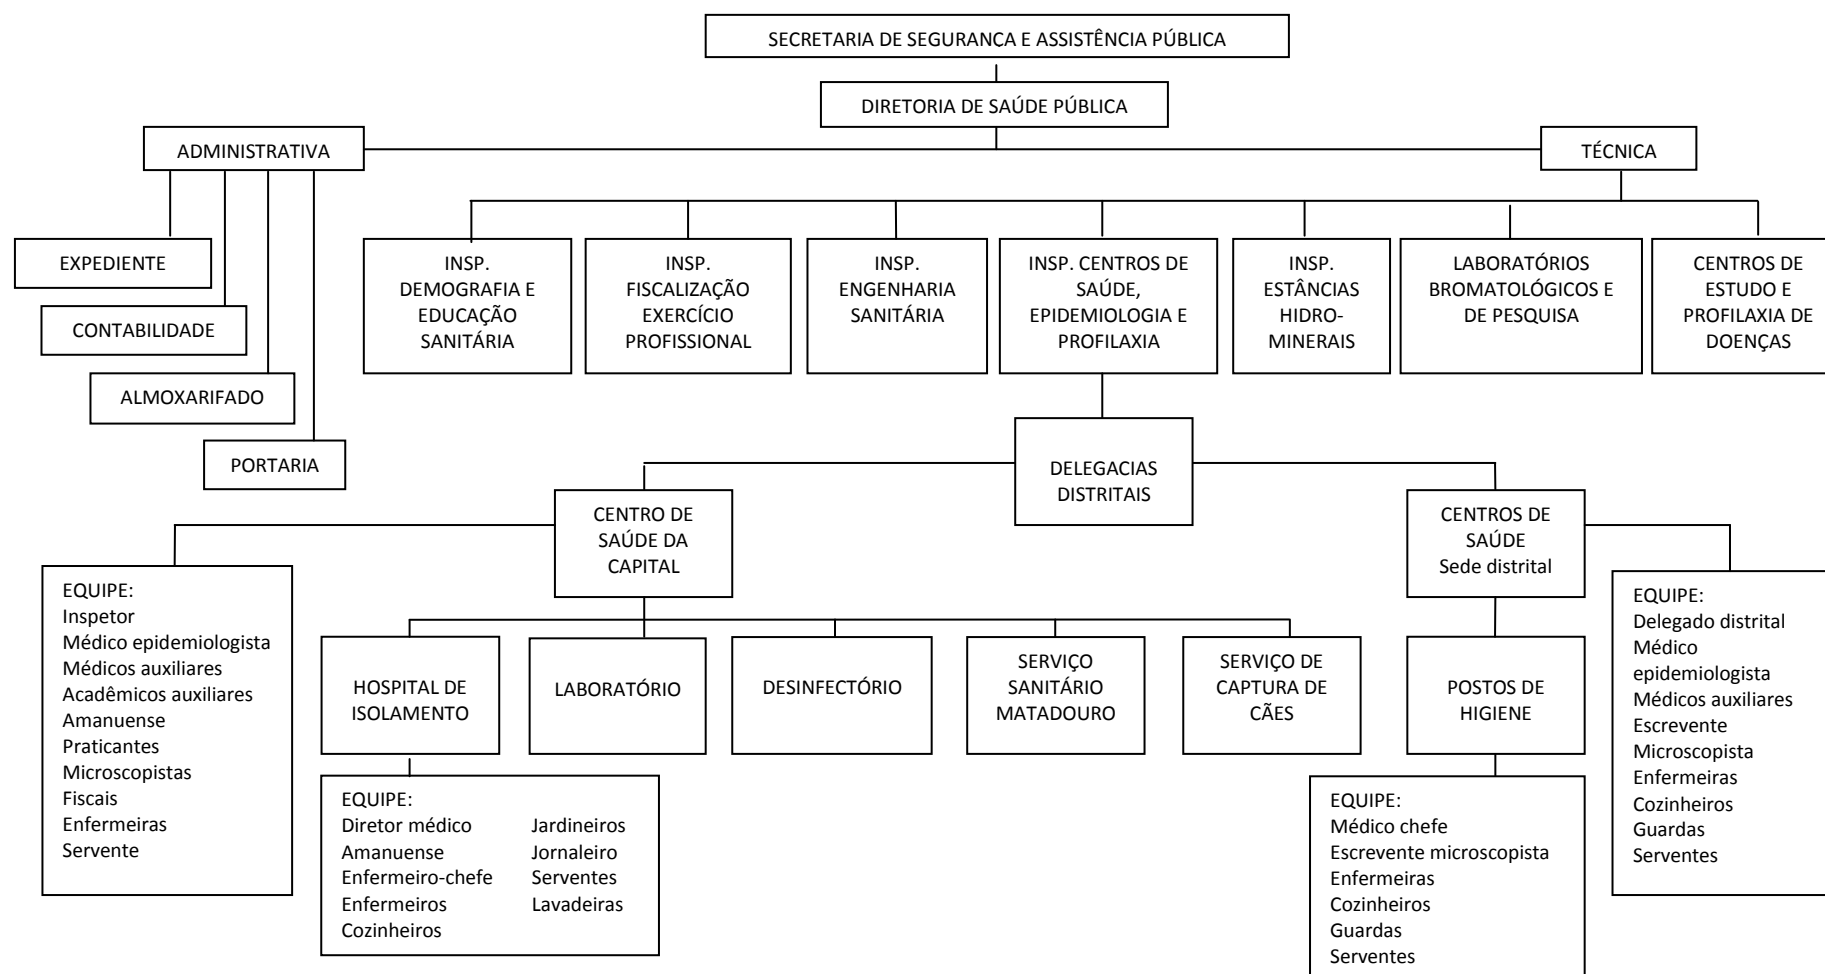 SECRETARIA DE SEGURANCA E ASSISTÊNCIA PÚBLICA
DIRETORIA DE SAÚDE PÚBLICA
ADMINISTRATIVA
TÉCNICA
EXPEDIENTE
CONTABILIDADE
ALMOXARIFADO
PORTARIA
INSP.
DEMOGRAFIA E
EDUCAÇÃO
SANITÁRIA
INSP.
FISCALIZAÇÃO
EXERCÍCIO
PROFISSIONAL
INSP.
ENGENHARIA
SANITÁRIA
INSP. CENTROS DE
SAÚDE,
EPIDEMIOLOGIA E
PROFILAXIA
INSP.
ESTÂNCIAS
HIDRO-
MINERAIS
LABORATÓRIOS
BROMATOLÓGICOS E
DE PESQUISA
CENTROS DE
ESTUDO E
PROFILAXIA DE
DOENÇAS
DELEGACIAS
DISTRITAIS
CENTRO DE
SAÚDE DA
CAPITAL
CENTROS DE
SAÚDE
Sede distrital
EQUIPE:
Inspetor
Médico epidemiologista
Médicos auxiliares
Acadêmicos auxiliares
Amanuense
Praticantes
Microscopistas
Fiscais
Enfermeiras
Servente
HOSPITAL DE
ISOLAMENTO
LABORATÓRIO
DESINFECTÓRIO
SERVIÇO
SANITÁRIO
MATADOURO
SERVIÇO DE
CAPTURA DE
CÃES
POSTOS DE
HIGIENE
EQUIPE:
Delegado distrital
Médico
epidemiologista
Médicos auxiliares
Escrevente
Microscopista
Enfermeiras
Cozinheiros
Guardas
Serventes
EQUIPE:
Diretor médico
Amanuense
Enfermeiro-chefe
Enfermeiros
Cozinheiros
Jardineiros
Jornaleiro
Serventes
Lavadeiras
EQUIPE:
Médico chefe
Escrevente microscopista
Enfermeiras
Cozinheiros
Guardas
Serventes